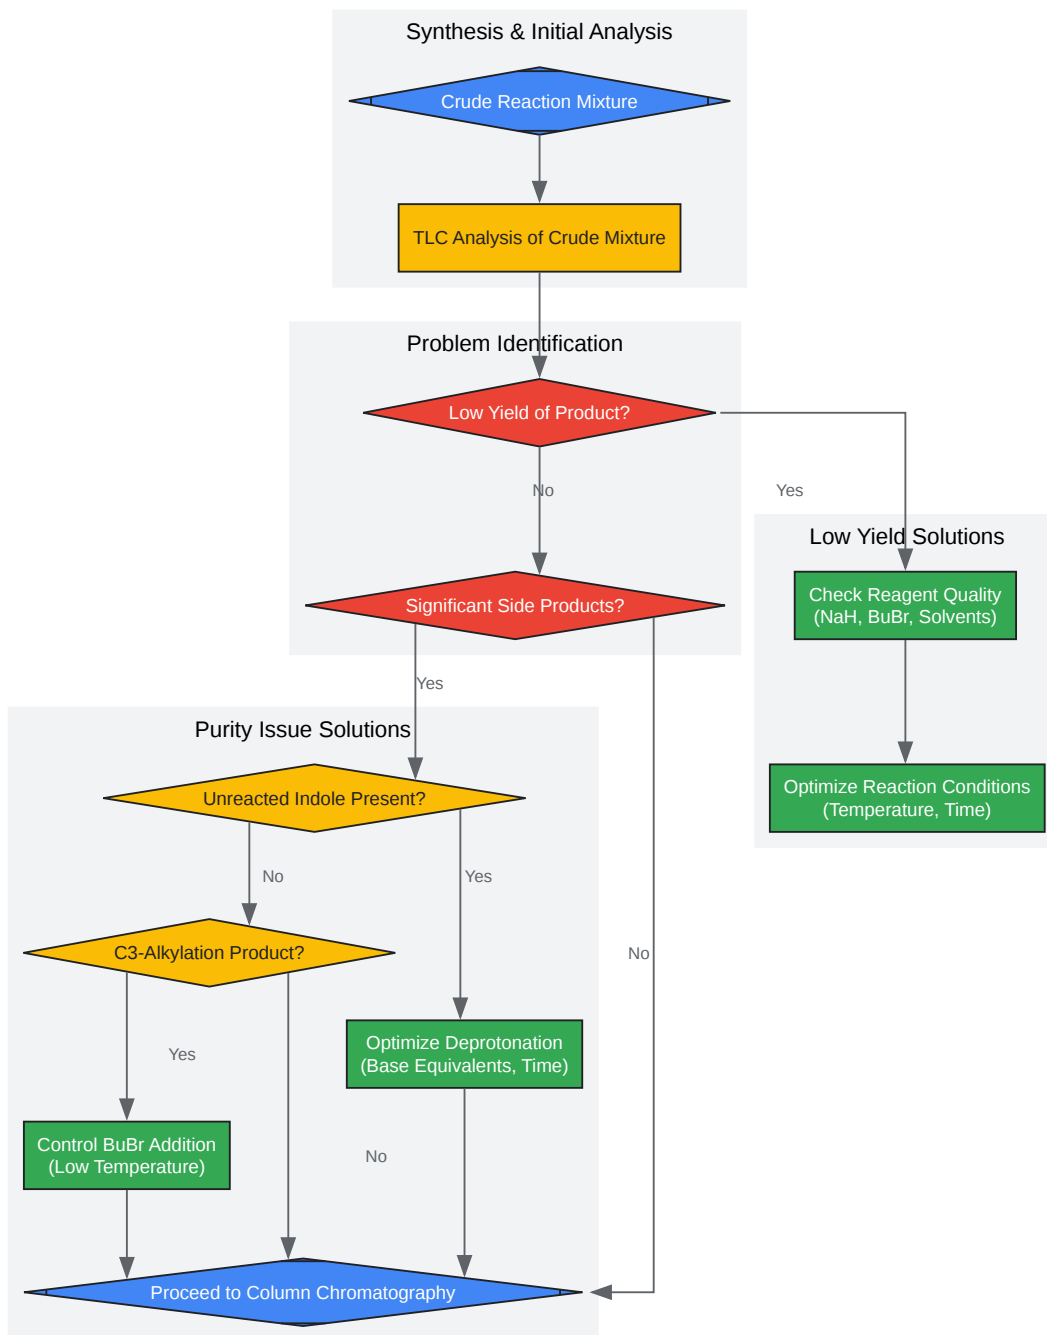 Synthesis & Initial Analysis
Crude Reaction Mixture
TLC Analysis of Crude Mixture
Problem Identification
Low Yield of Product?
No
Yes
Low Yield Solutions
Significant Side Products?
Check Reagent Quality
(NaH, BuBr, Solvents)
Yes
Purity Issue Solutions
Unreacted Indole Present?
Optimize Reaction Conditions
(Temperature, Time)
No
Yes
C3-Alkylation Product?
No
Optimize Deprotonation
(Base Equivalents, Time)
Yes
Control BuBr Addition
(Low Temperature)
No
Proceed to Column Chromatography